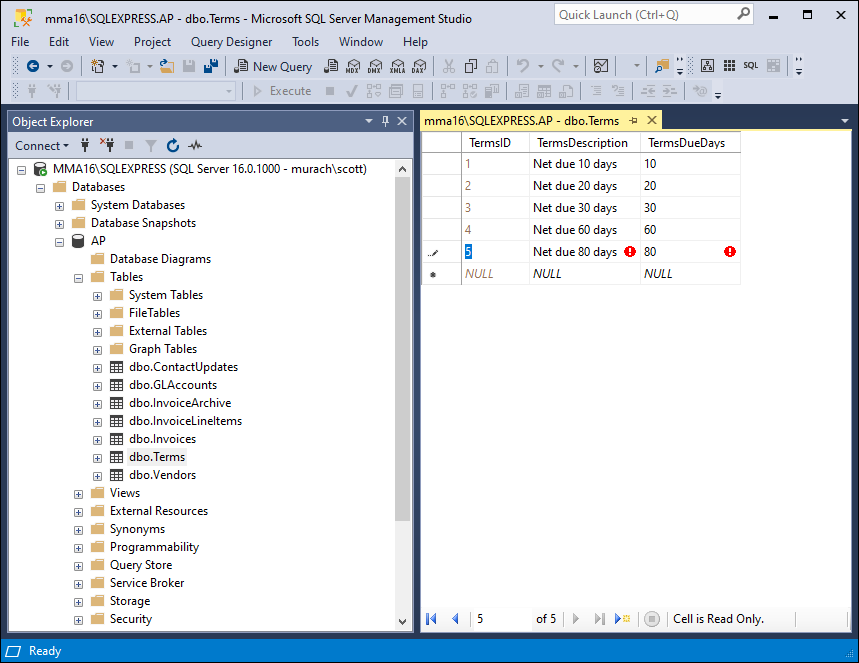 mma16\SQLEXPRESS.AP - dbo.Terms - Microsoft SQL Server Management Studio
Quick Launch (Ctrl+Q)
File Edit View Project Query Designer Tools Window Help
New Query MDX DMX XMLA DAX SQL
Execute
Object Explorer
Connect
MMA16\SQLEXPRESS (SQL Server 16.0.1000 - murach\scott)
Databases
System Databases
Database Snapshots
AP
Database Diagrams
Tables
System Tables
FileTables
External Tables
Graph Tables
dbo.ContactUpdates
dbo.GLAccounts
dbo.InvoiceArchive
dbo.InvoiceLineItems
dbo.Invoices
dbo.Terms
dbo.Vendors
Views
External Resources
Synonyms
Programmability
Query Store
Service Broker
Storage
Security
mma16\SQLEXPRESS.AP - dbo.Terms
TermsID TermsDescription TermsDueDays
1 Net due 10 days 10
2 Net due 20 days 20
3 Net due 30 days 30
4 Net due 60 days 60
5 Net due 80 days 80
NULL NULL NULL
5 of 5 Cell is Read Only.
Ready